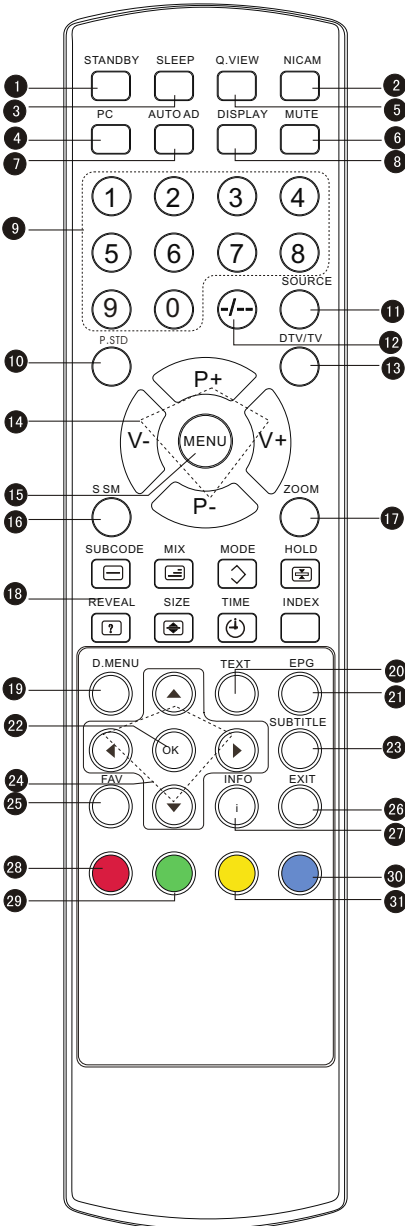 STANDBY SLEEP Q.VIEW NICAM
1 2
3 5
PC AUTO AD DISPLAY MUTE
4 6
7 8
1 2 3 4
9
5 6 7 8
SOURCE
9 0 -/--
11
12
P.STD DTV/TV
10 13
P+
14
V- MENU V+
15
P-
S SM ZOOM
16 17
SUBCODE MIX MODE HOLD
18
REVEAL SIZE TIME INDEX
?
D.MENU TEXT EPG
19 20
21
SUBTITLE
22
OK
23
24
FAV INFO EXIT
25 i 26
27
28
29 30
31